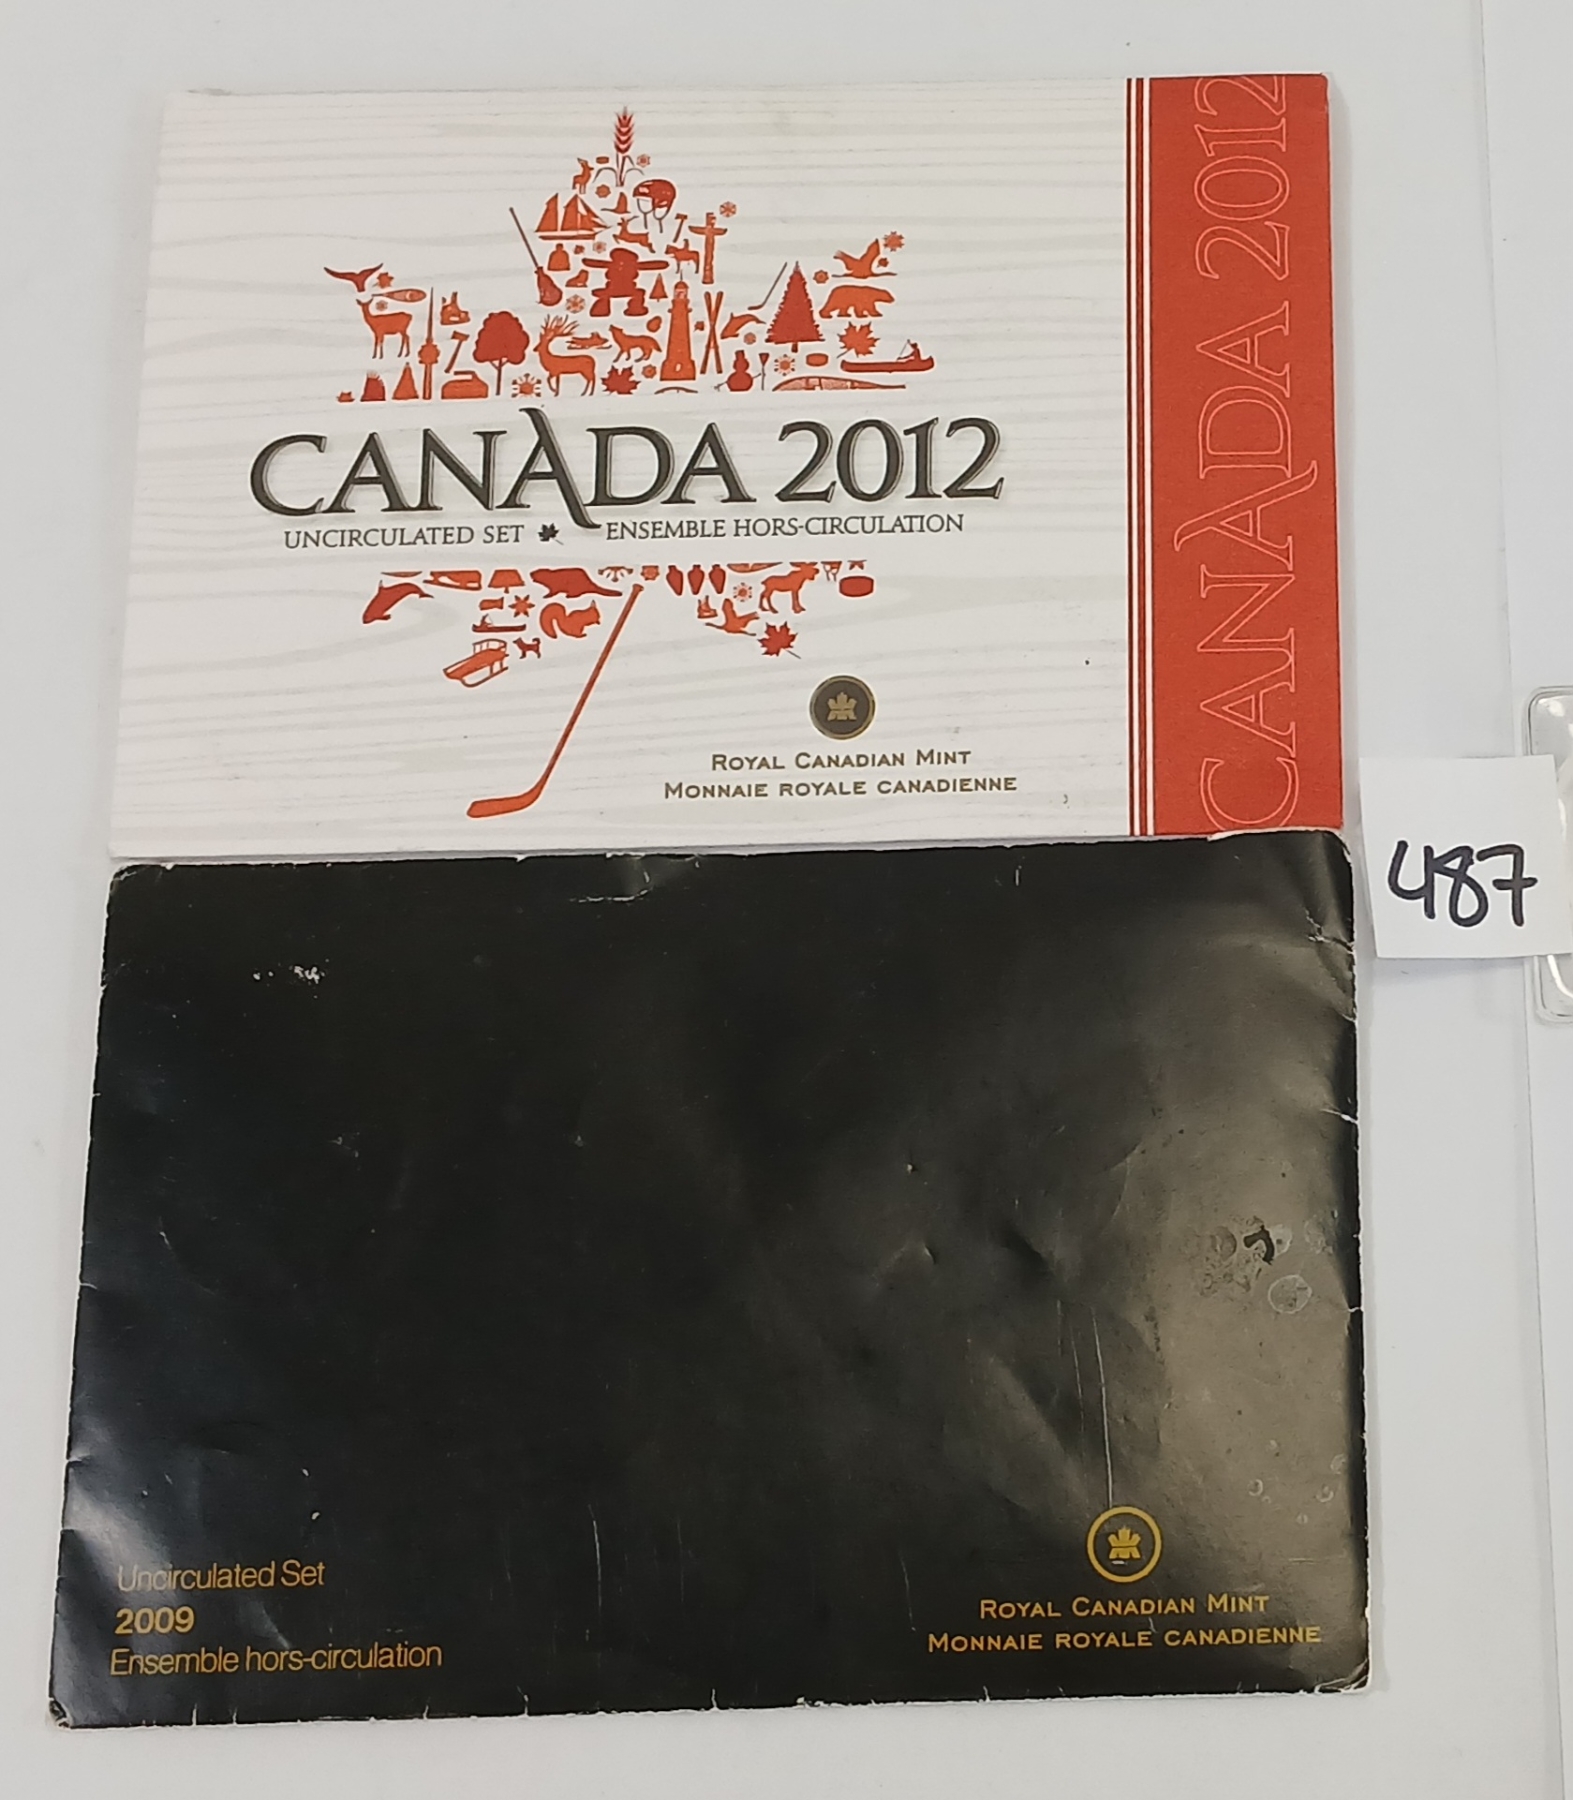 CANADA 2012
UNCIRCULATED SET ENSEMBLE HORS-CIRCULATION
ROYAL CANADIAN MINT
MONNAIE ROYALE CANADIENNE
CANADA 2012
487
Uncirculated Set
2009
Ensemble hors-circulation
ROYAL CANADIAN MINT
MONNAIE ROYALE CANADIENNE